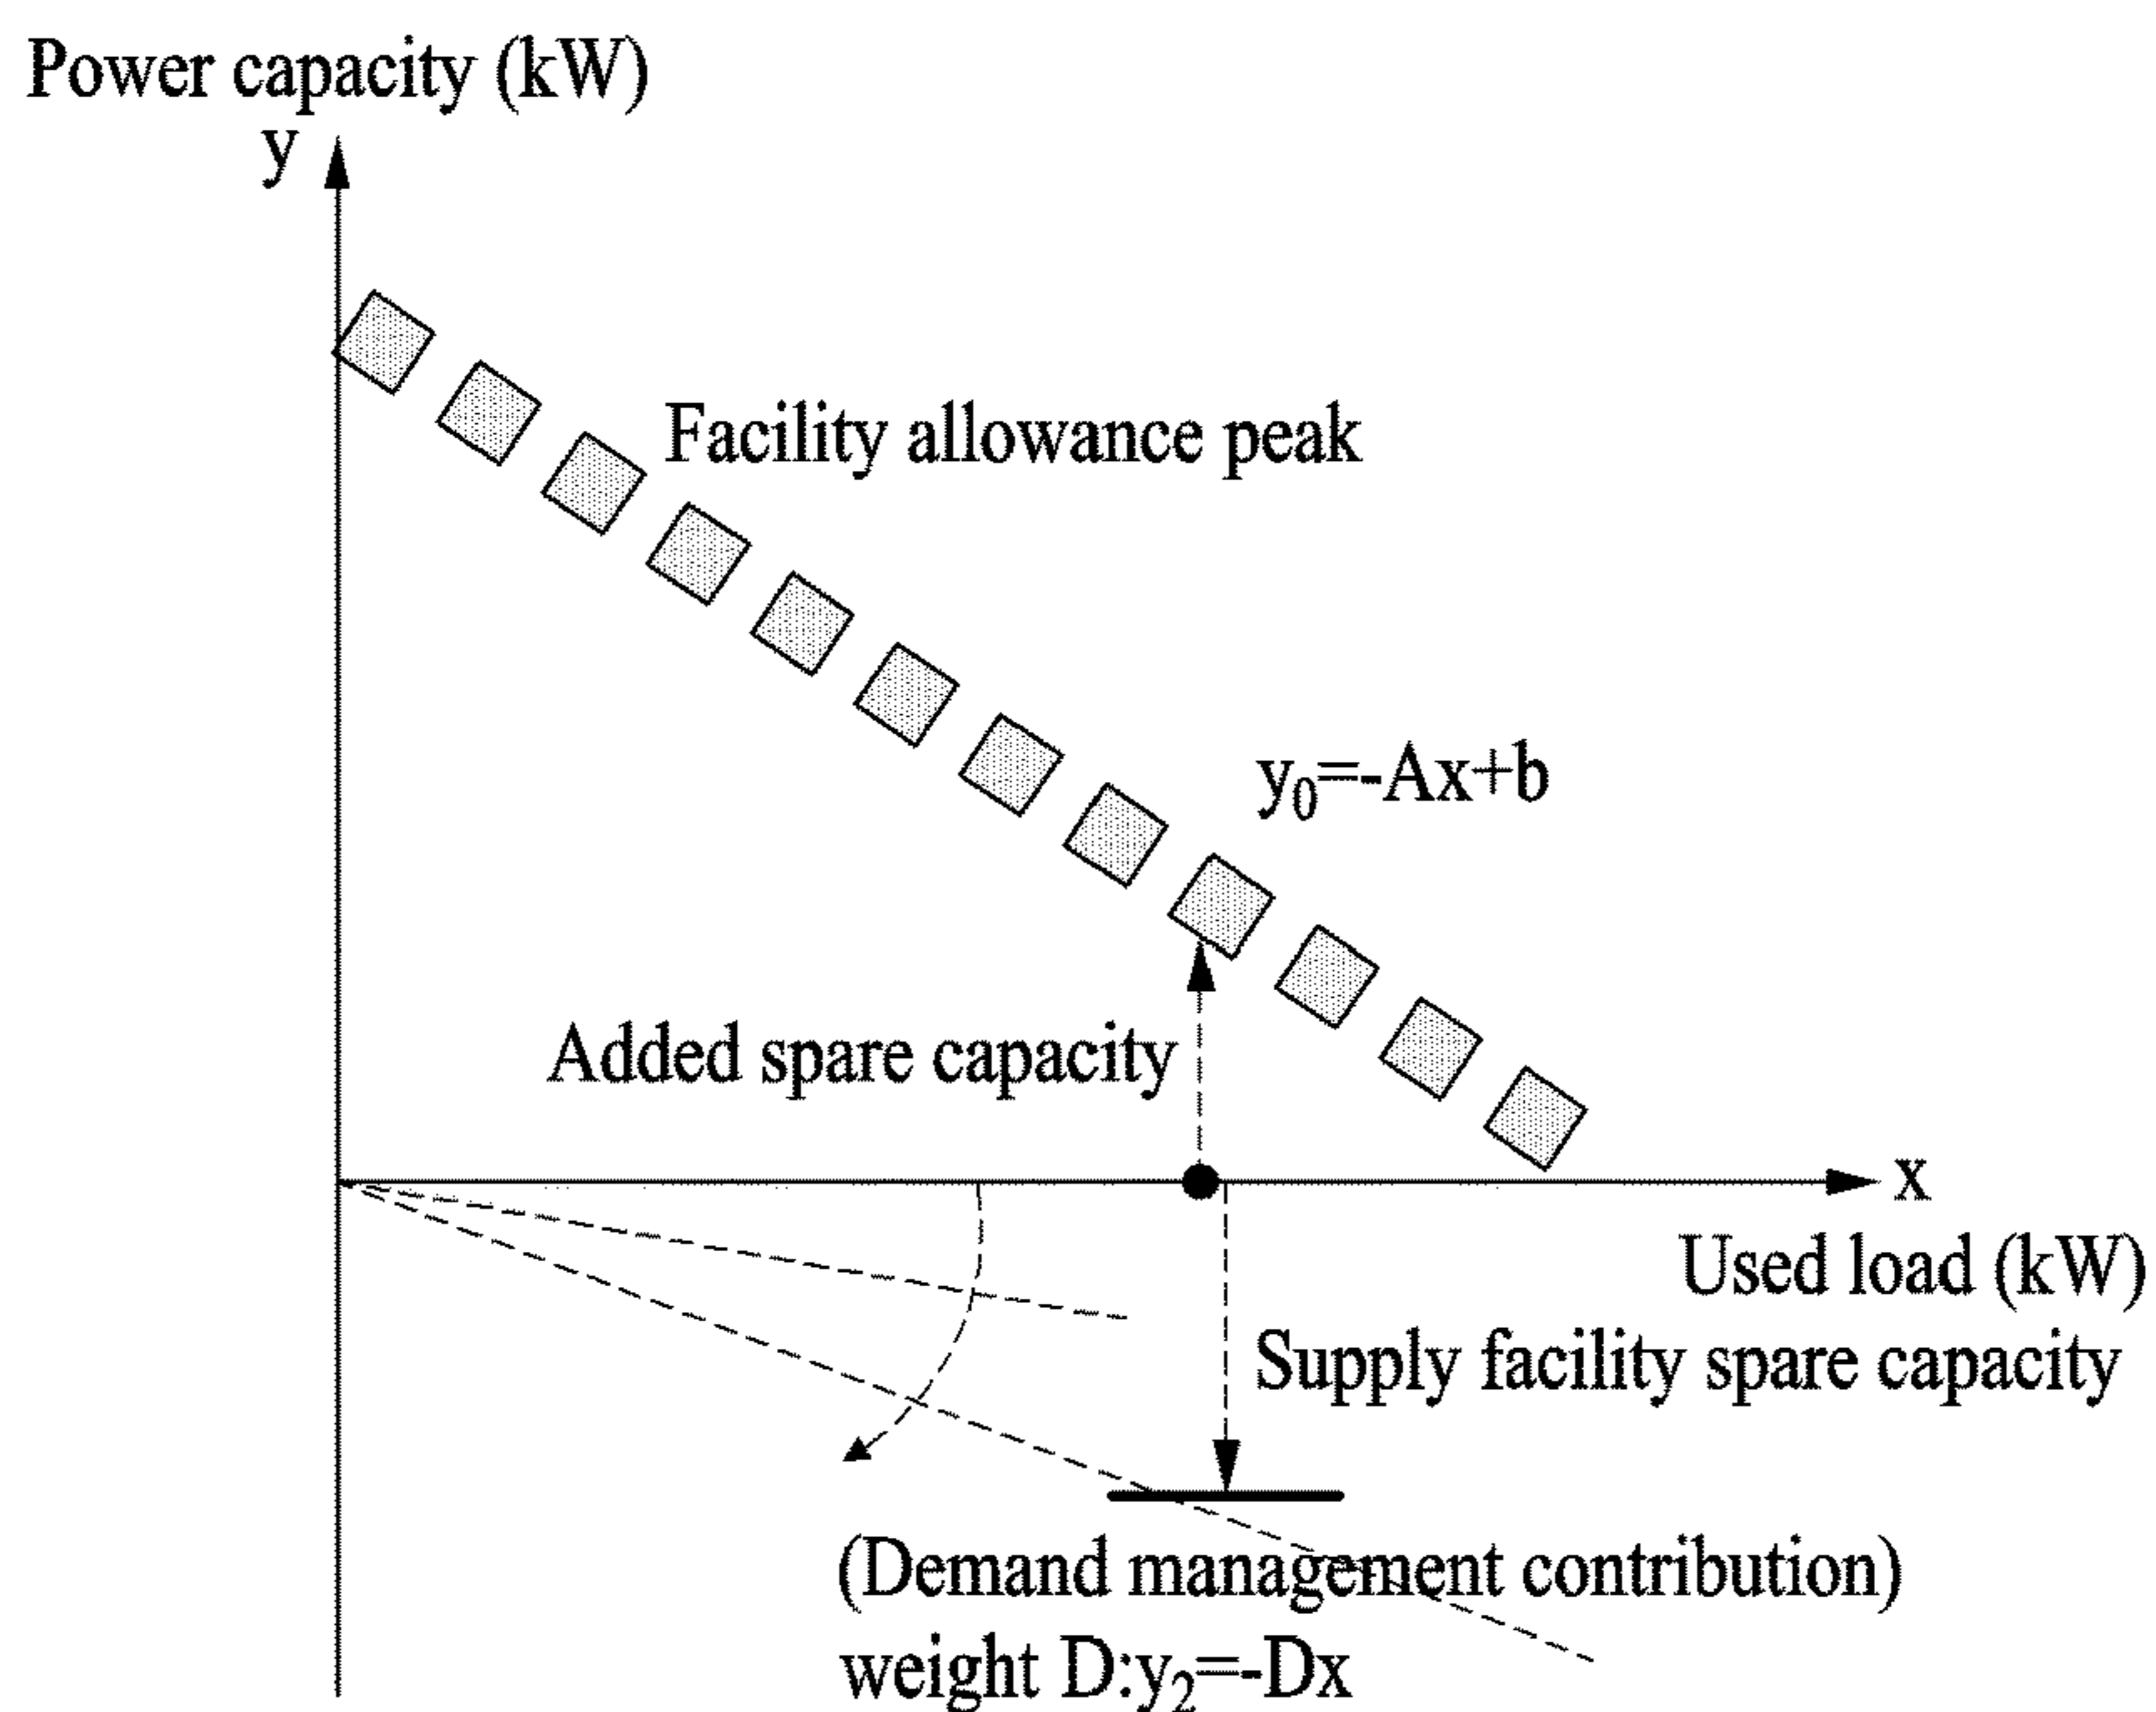 Power capacity (kW)
y
Facility allowance peak
y₀=-Ax+b
Added spare capacity
x
Used load (kW)
Supply facility spare capacity
(Demand management contribution)
weight D:y₂=-Dx